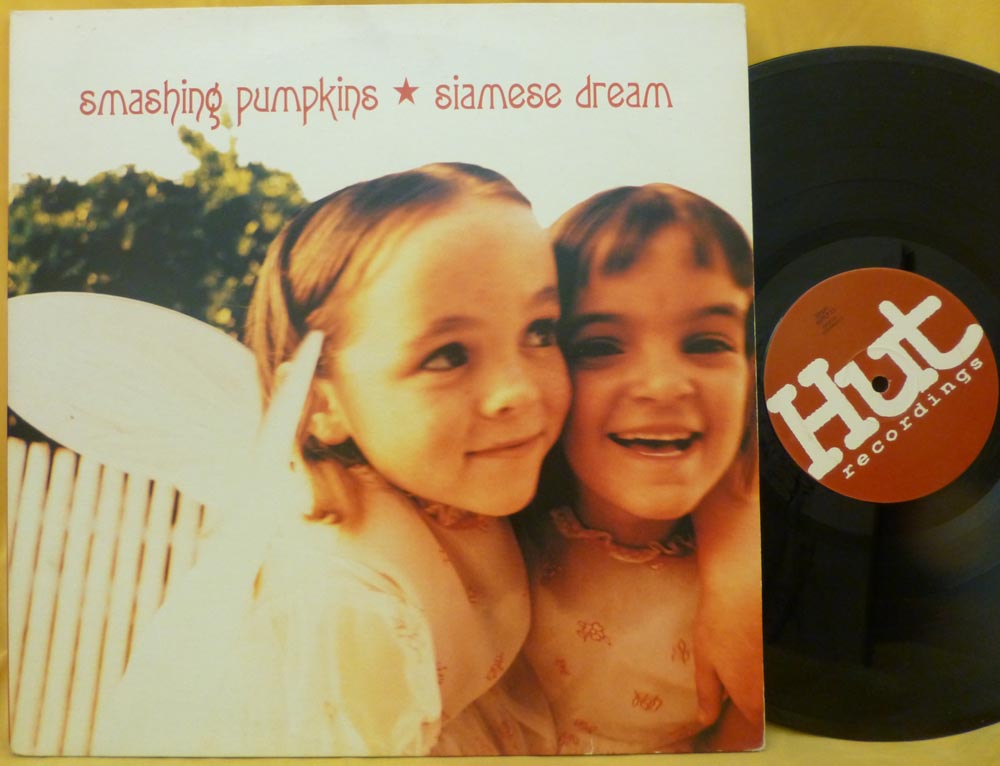 smashing pumpkins ★ siamese dream
Hut
recordings